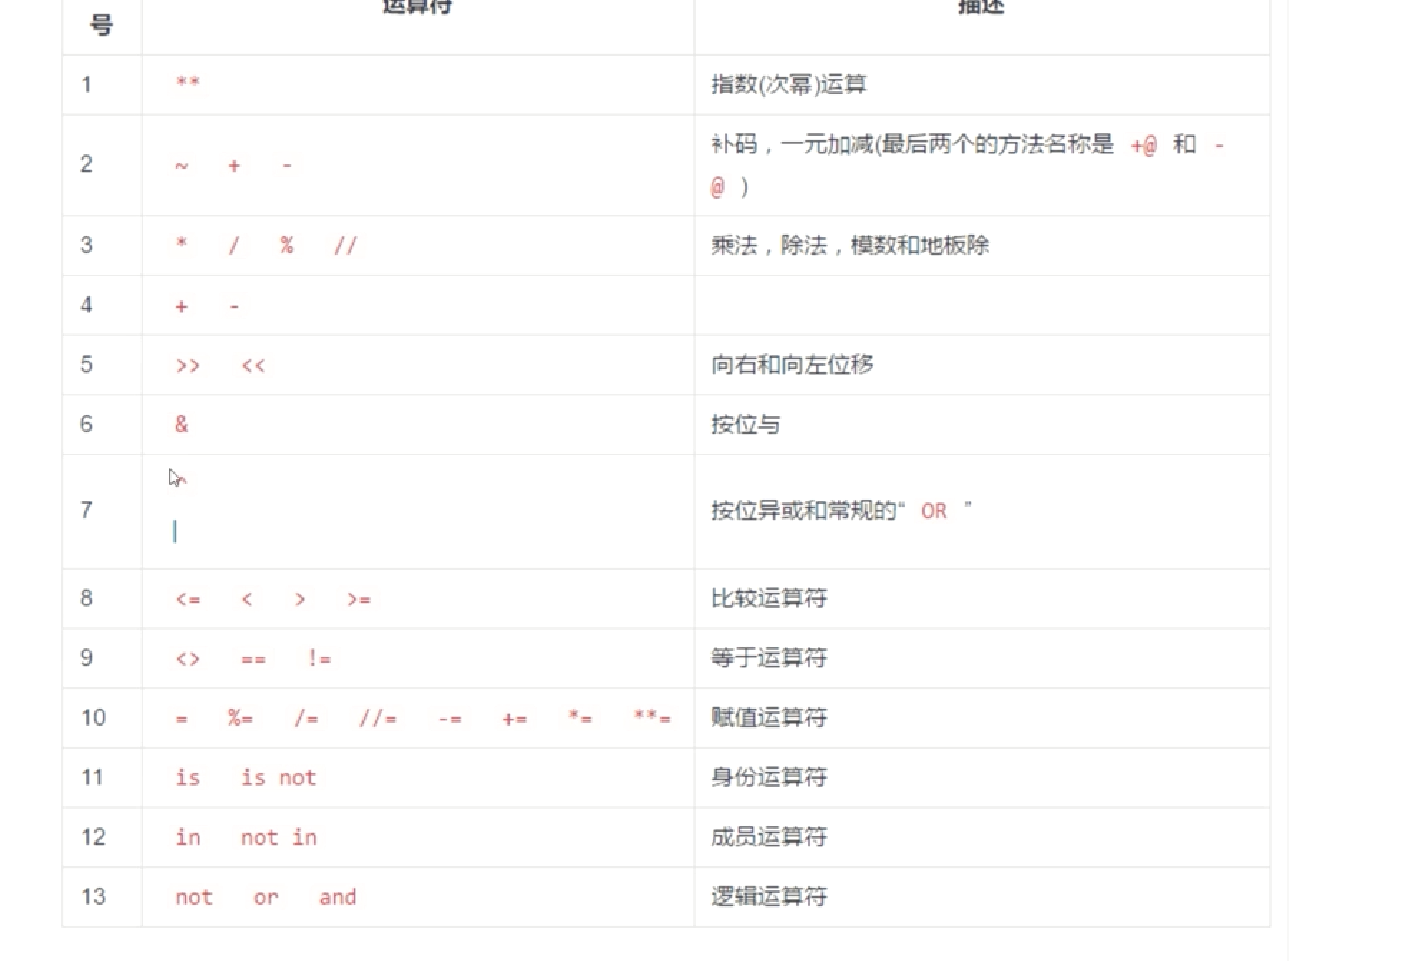 号 运算符 描述
1 ** 指数(次幂)运算
2 ~ + - 补码，一元加减(最后两个的方法名称是 +@ 和 -
@ )
3 * / % // 乘法，除法，模数和地板除
4 + -
5 >> << 向右和向左位移
6 & 按位与
^
7 按位异或和常规的“ OR ”
|
8 <= < > >= 比较运算符
9 <> == != 等于运算符
10 = %= /= //= -= += *= **= 赋值运算符
11 is is not 身份运算符
12 in not in 成员运算符
13 not or and 逻辑运算符